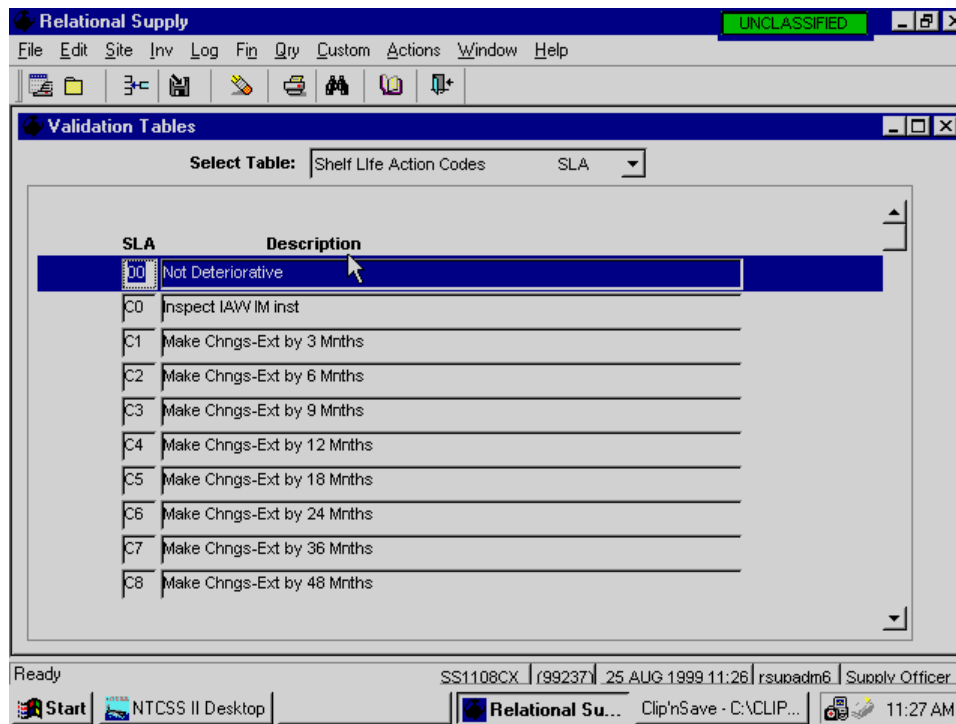 Relational Supply UNCLASSIFIED
File Edit Site Inv Log Fin Qry Custom Actions Window Help
Validation Tables
Select Table: Shelf LIfe Action Codes SLA
SLA Description
00 Not Deteriorative
C0 Inspect IAW IM inst
C1 Make Chngs-Ext by 3 Mnths
C2 Make Chngs-Ext by 6 Mnths
C3 Make Chngs-Ext by 9 Mnths
C4 Make Chngs-Ext by 12 Mnths
C5 Make Chngs-Ext by 18 Mnths
C6 Make Chngs-Ext by 24 Mnths
C7 Make Chngs-Ext by 36 Mnths
C8 Make Chngs-Ext by 48 Mnths
Ready SS1108CX (99237) 25 AUG 1999 11:26 rsupadm6 Supply Officer
Start NTCSS II Desktop Relational Su... Clip'nSave - C:\CLIP... 11:27 AM